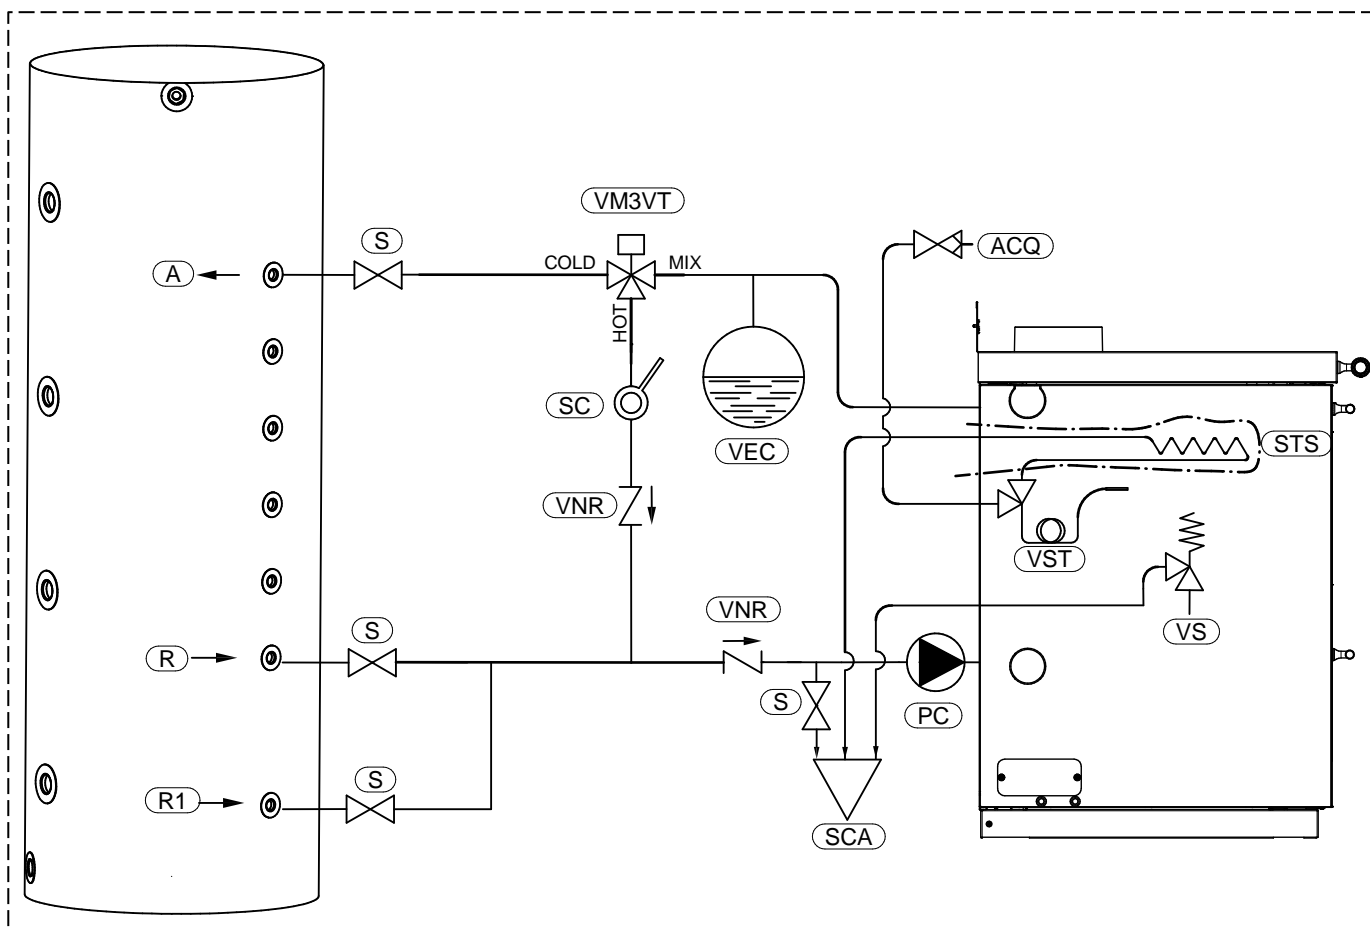 VM3VT
S
ACQ
A
COLD
MIX
HOT
SC
VEC
STS
VNR
VST
VNR
S
VS
R
S
PC
S
R1
SCA